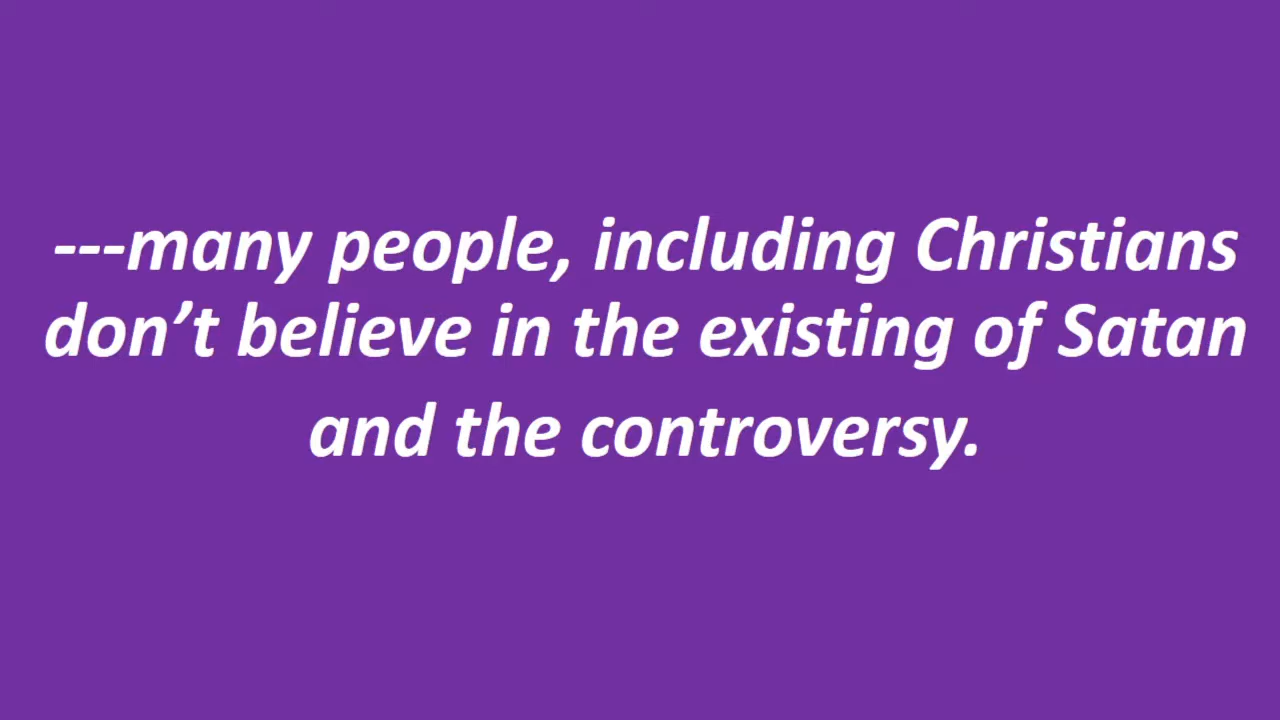 ---many people, including Christians
don’t believe in the existing of Satan
and the controversy.